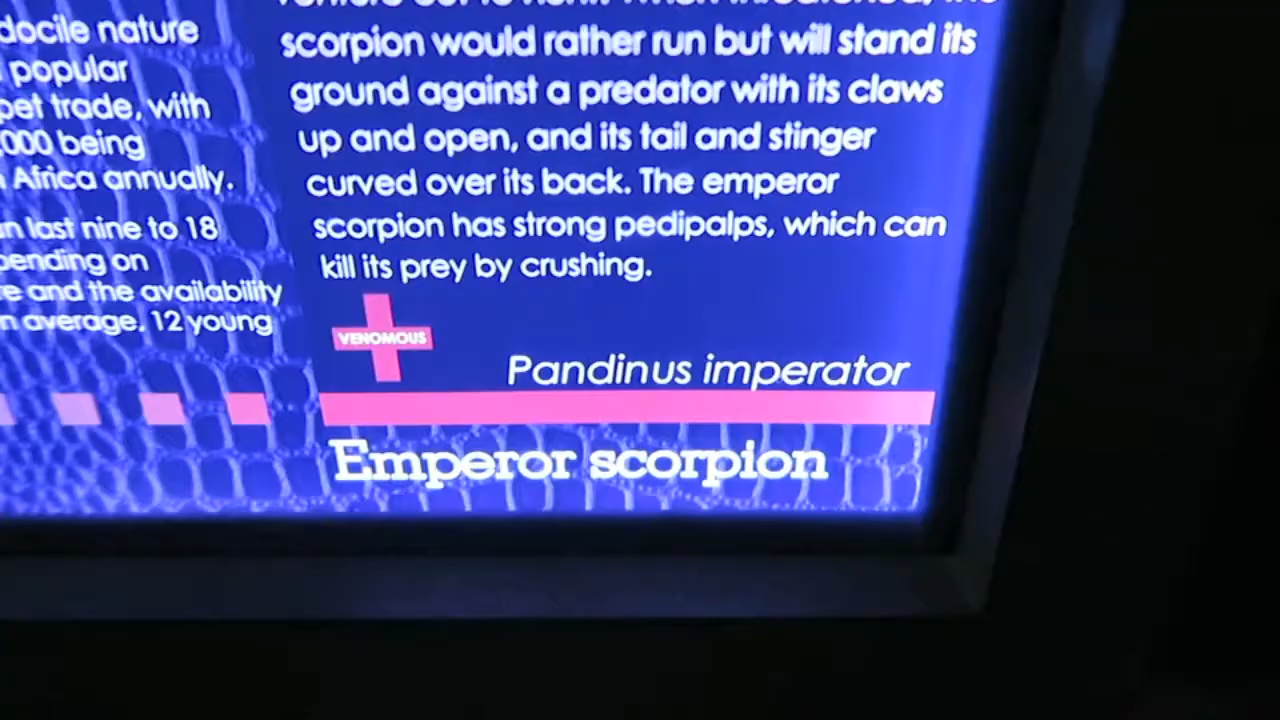 docile nature
popular
pet trade, with
000 being
Africa annually.
last nine to 18
on
and the availability
average, 12 young
scorpion would rather run but will stand its
ground against a predator with its claws
up and open, and its tail and stinger
curved over its back. The emperor
scorpion has strong pedipalps, which can
kill its prey by crushing.
VENOMOUS
Pandinus imperator
Emperor scorpion